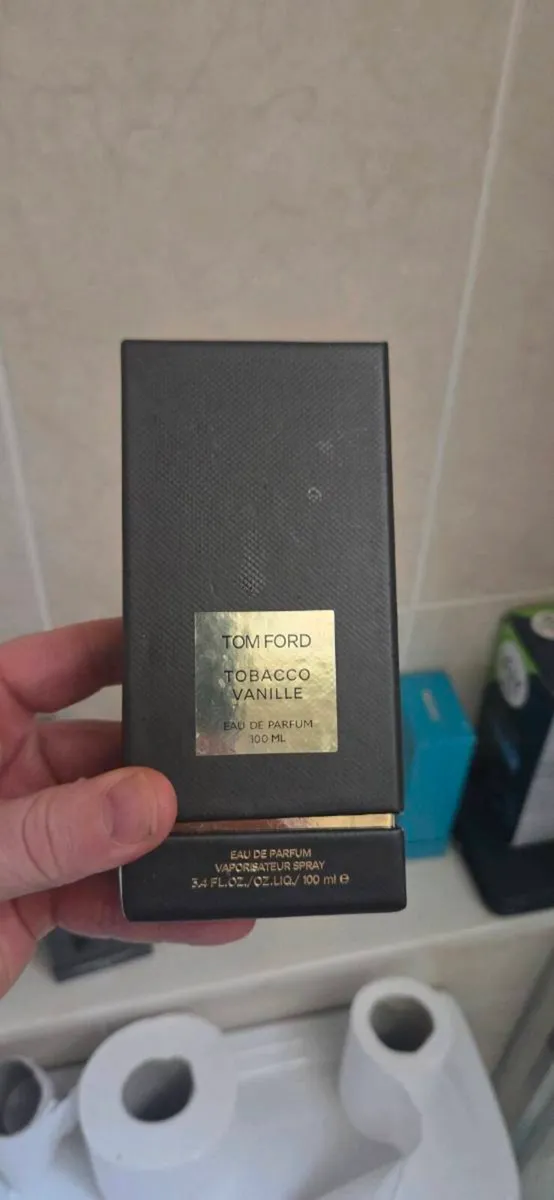 TOM FORD
TOBACCO
VANILLE
EAU DE PARFUM
100 ML
EAU DE PARFUM
VAPORISATEUR SPRAY
3.4 FL.OZ./OZ.LIQ./ 100 ml ℮